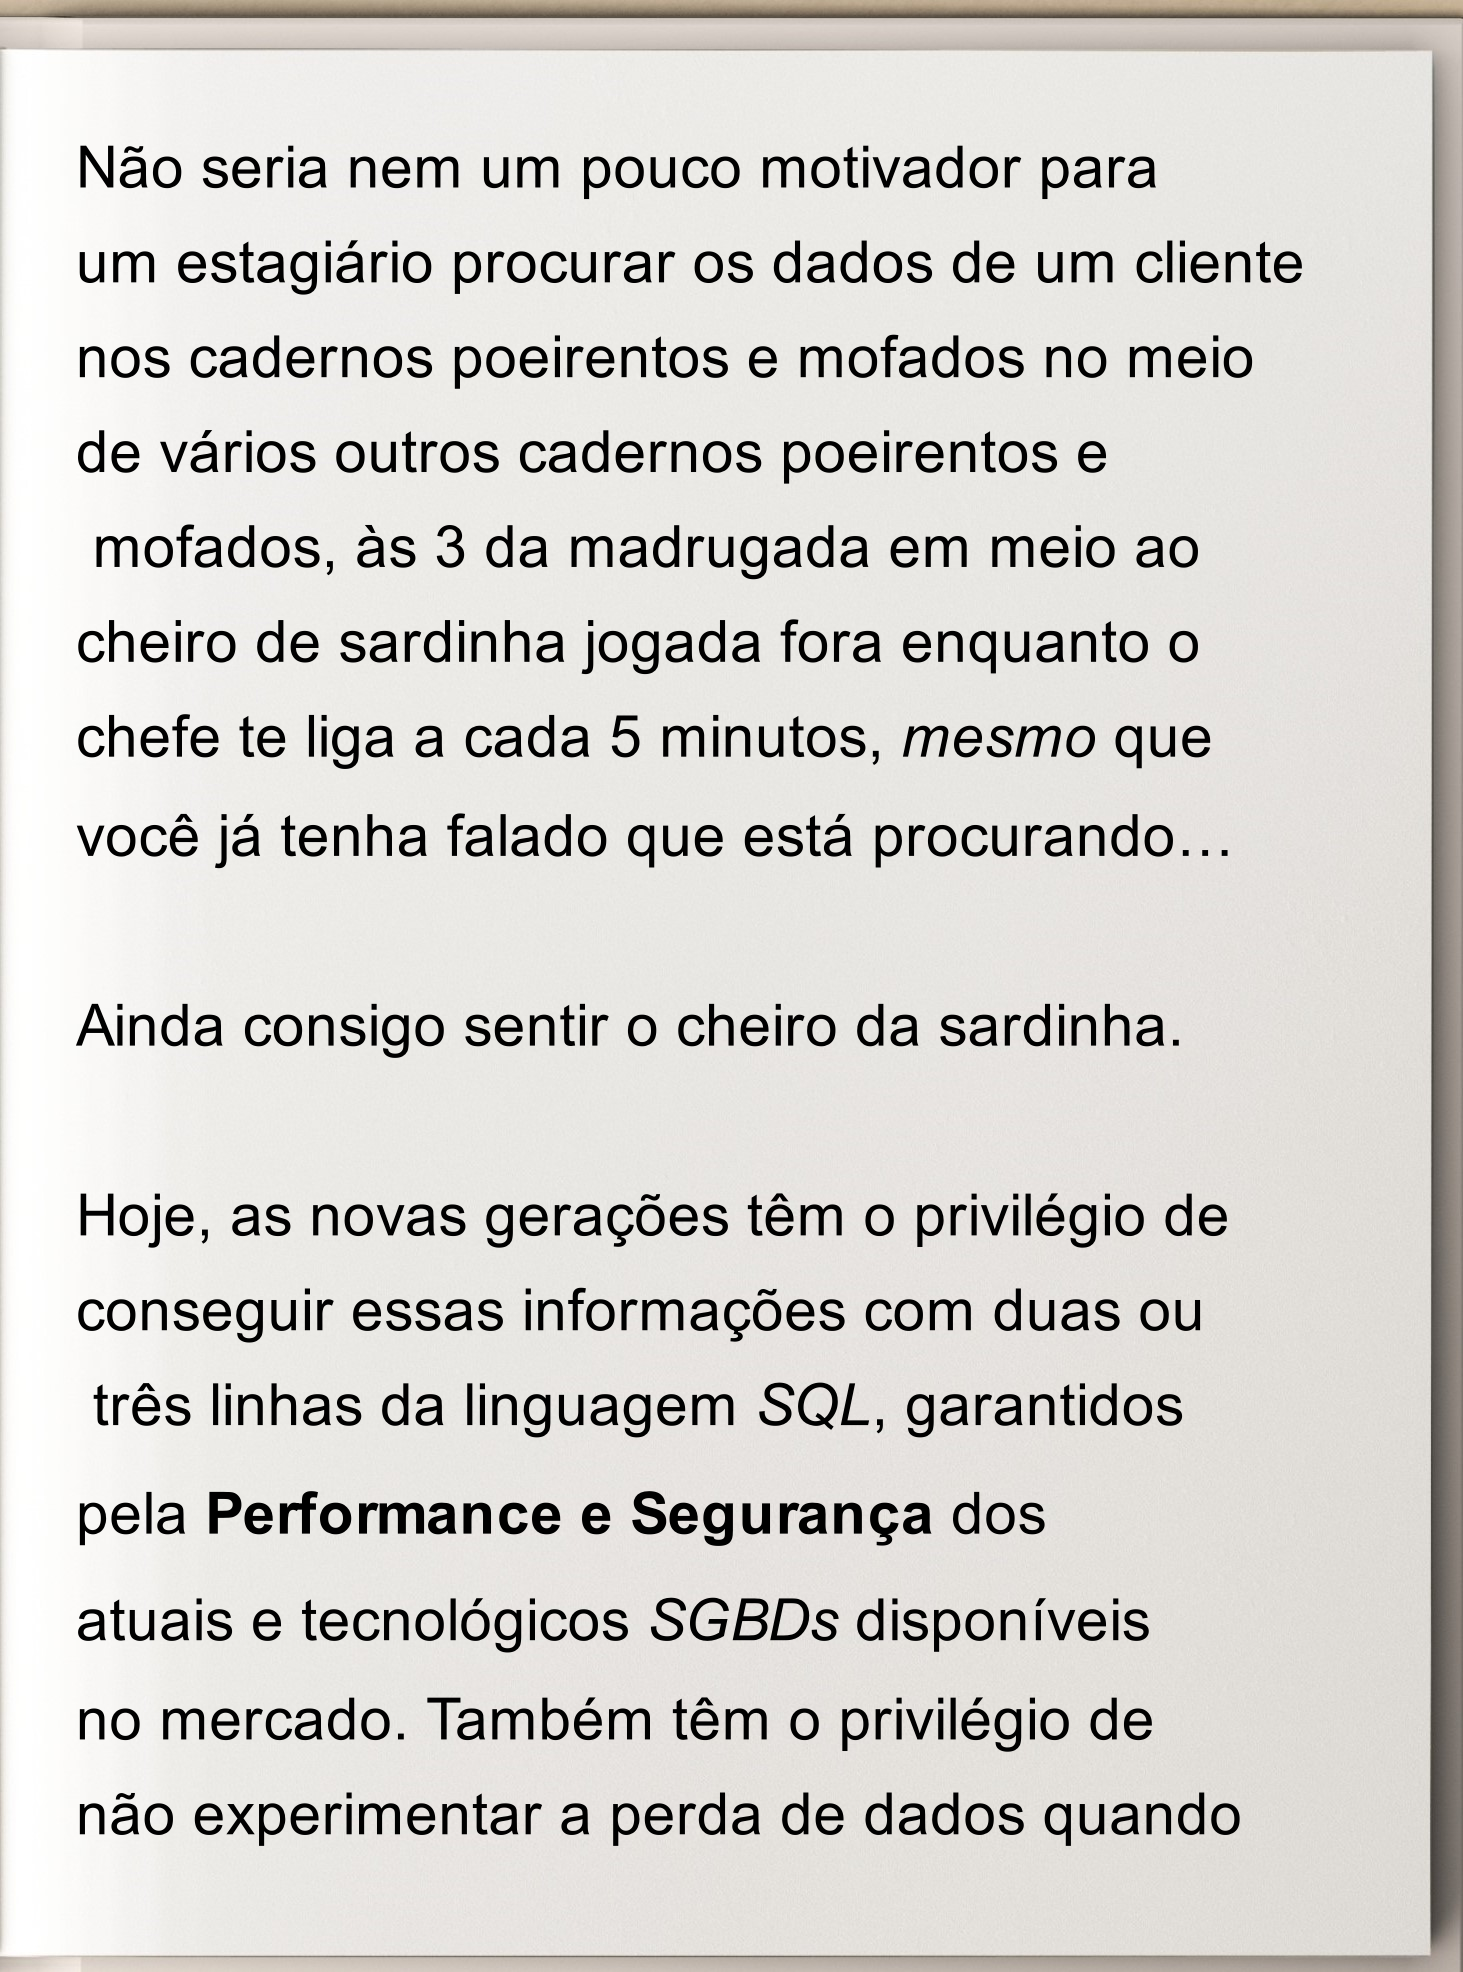 Não seria nem um pouco motivador para
um estagiário procurar os dados de um cliente
nos cadernos poeirentos e mofados no meio
de vários outros cadernos poeirentos e
mofados, às 3 da madrugada em meio ao
cheiro de sardinha jogada fora enquanto o
chefe te liga a cada 5 minutos, mesmo que
você já tenha falado que está procurando…
Ainda consigo sentir o cheiro da sardinha.
Hoje, as novas gerações têm o privilégio de
conseguir essas informações com duas ou
três linhas da linguagem SQL, garantidos
pela Performance e Segurança dos
atuais e tecnológicos SGBDs disponíveis
no mercado. Também têm o privilégio de
não experimentar a perda de dados quando